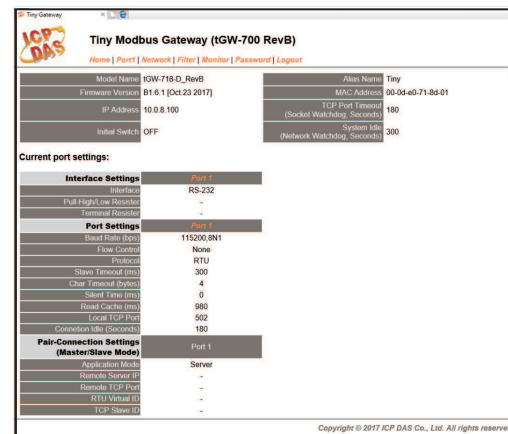 Tiny Gateway
ICP DAS
Tiny Modbus Gateway (tGW-700 RevB)
Home | Port1 | Network | Filter | Monitor | Password | Logout
Model Name tGW-718-D_RevB Alias Name Tiny
Firmware Version B1.6.1 [Oct.23 2017] MAC Address 00-0d-e0-71-8d-01
IP Address 10.0.8.100 TCP Port Timeout (Socket Watchdog, Seconds) 180
Initial Switch OFF System Idle (Network Watchdog, Seconds) 300
Current port settings:
Interface Settings Port 1
Interface RS-232
Pull-High/Low Resister -
Terminal Resister -
Port Settings Port 1
Baud Rate (bps) 115200,8N1
Flow Control None
Protocol RTU
Slave Timeout (ms) 300
Char Timeout (bytes) 4
Silent Time (ms) 0
Read Cache (ms) 980
Local TCP Port 502
Connetion Idle (Seconds) 180
Pair-Connection Settings (Master/Slave Mode) Port 1
Application Mode Server
Remote Server IP -
Remote TCP Port -
RTU Virtual ID -
TCP Slave ID -
Copyright © 2017 ICP DAS Co., Ltd. All rights reserve